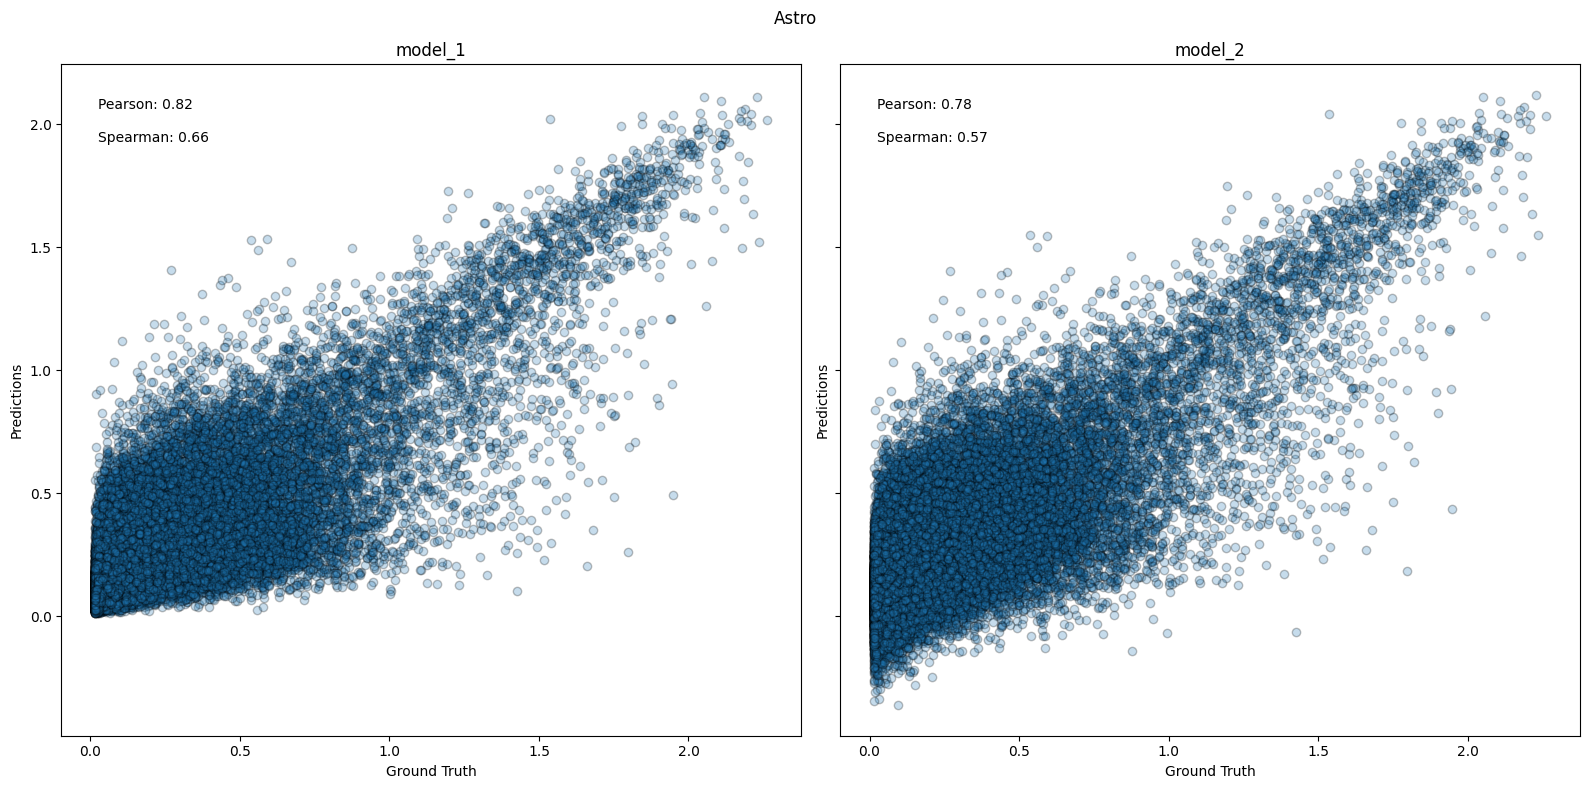 Astro
model_1
model_2
Pearson: 0.82
Spearman: 0.66
Pearson: 0.78
Spearman: 0.57
2.0
1.5
1.0
0.5
0.0
Predictions
Predictions
0.0 0.5 1.0 1.5 2.0
0.0 0.5 1.0 1.5 2.0
Ground Truth
Ground Truth